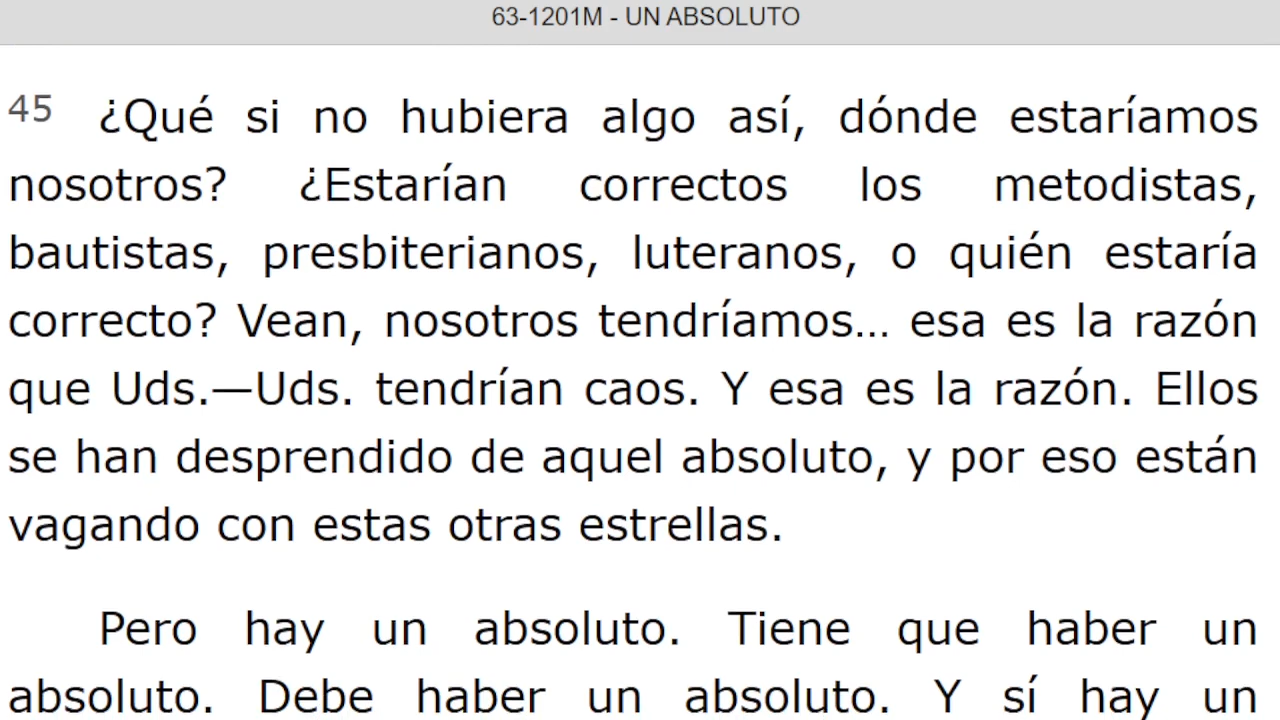 63-1201M - UN ABSOLUTO
45 ¿Qué si no hubiera algo así, dónde estaríamos
nosotros? ¿Estarían correctos los metodistas,
bautistas, presbiterianos, luteranos, o quién estaría
correcto? Vean, nosotros tendríamos… esa es la razón
que Uds.—Uds. tendrían caos. Y esa es la razón. Ellos
se han desprendido de aquel absoluto, y por eso están
vagando con estas otras estrellas.
Pero hay un absoluto. Tiene que haber un
absoluto. Debe haber un absoluto. Y sí hay un